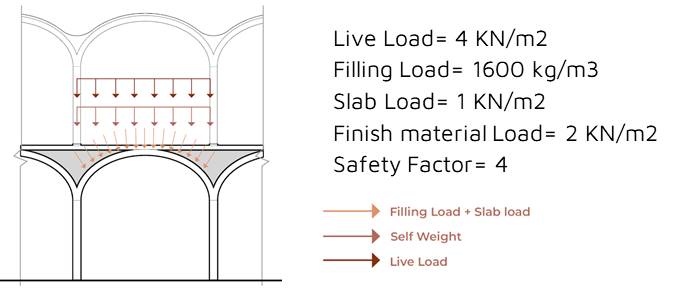 Live Load= 4 KN/m2
Filling Load= 1600 kg/m3
Slab Load= 1 KN/m2
Finish material Load= 2 KN/m2
Safety Factor= 4
Filling Load + Slab load
Self Weight
Live Load